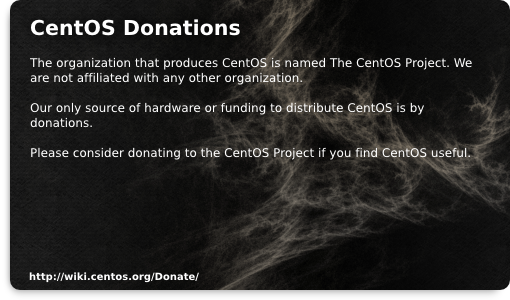 CentOS Donations
The organization that produces CentOS is named The CentOS Project. We
are not affiliated with any other organization.
Our only source of hardware or funding to distribute CentOS is by
donations.
Please consider donating to the CentOS Project if you find CentOS useful.
http://wiki.centos.org/Donate/